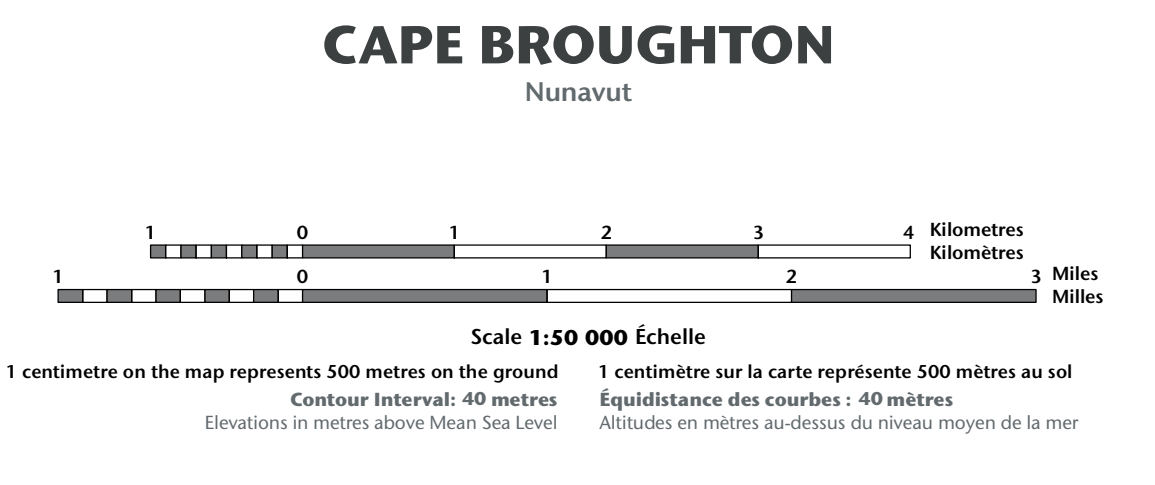 CAPE BROUGHTON
Nunavut
1 0 1 2 3 4 Kilometres
Kilomètres
1 0 1 2 3 Miles
Milles
Scale 1:50 000 Échelle
1 centimetre on the map represents 500 metres on the ground
Contour Interval: 40 metres
Elevations in metres above Mean Sea Level
1 centimètre sur la carte représente 500 mètres au sol
Équidistance des courbes : 40 mètres
Altitudes en mètres au-dessus du niveau moyen de la mer